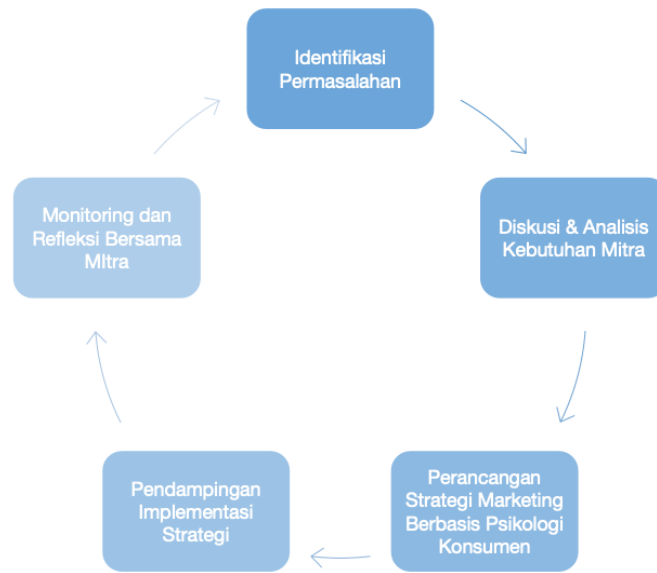 Identifikasi
Permasalahan
Diskusi & Analisis
Kebutuhan Mitra
Perancangan
Strategi Marketing
Berbasis Psikologi
Konsumen
Pendampingan
Implementasi
Strategi
Monitoring dan
Refleksi Bersama
MItra